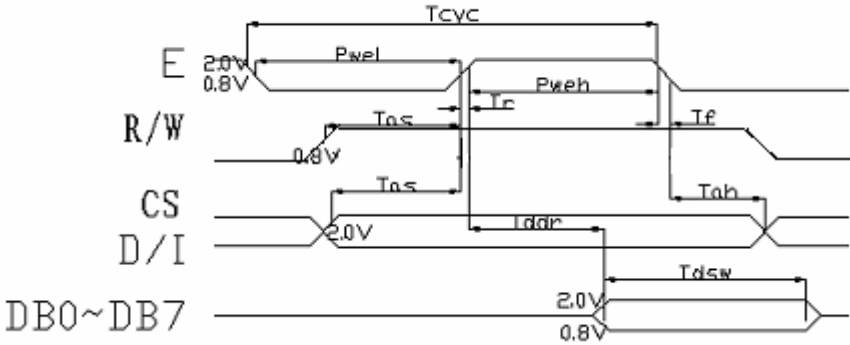 Tcyc
E
2.0V
Pwel
0.8V
Pweh
Tr
R/W
Tas
Tf
0.8V
Tas
Tah
CS
2.0V
Tddr
D/I
Tdsw
2.0V
DB0~DB7
0.8V